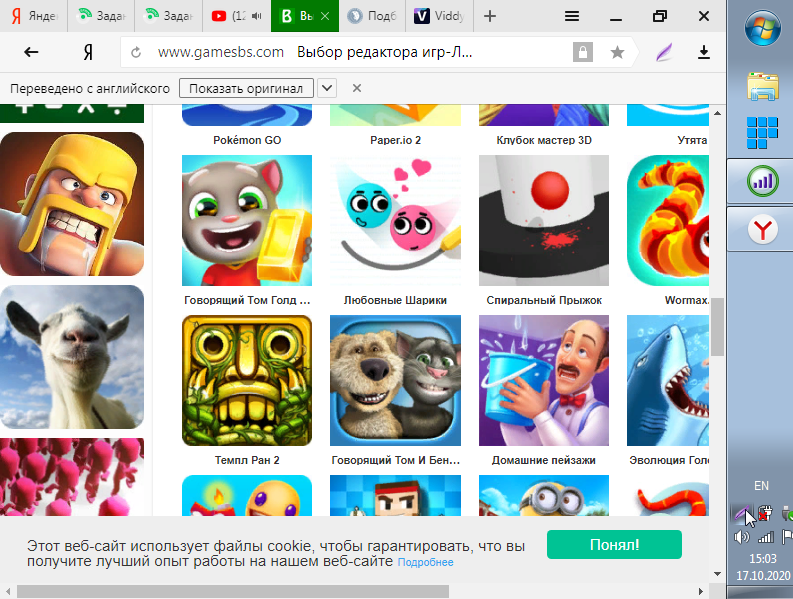 Яндек
Задан
Задан
(12
Вы
Подб
Viddy
www.gamesbs.com Выбор редактора игр-Л...
Переведено с английского
Показать оригинал
Pokémon GO
Paper.io 2
Клубок мастер 3D
Утята
Говорящий Том Голд ...
Любовные Шарики
Спиральный Прыжок
Wormax.
Темпл Ран 2
Говорящий Том И Бен...
Домашние пейзажи
Эволюция Голо
Этот веб-сайт использует файлы cookie, чтобы гарантировать, что вы
получите лучший опыт работы на нашем веб-сайте Подробнее
Понял!
EN
15:03
17.10.2020